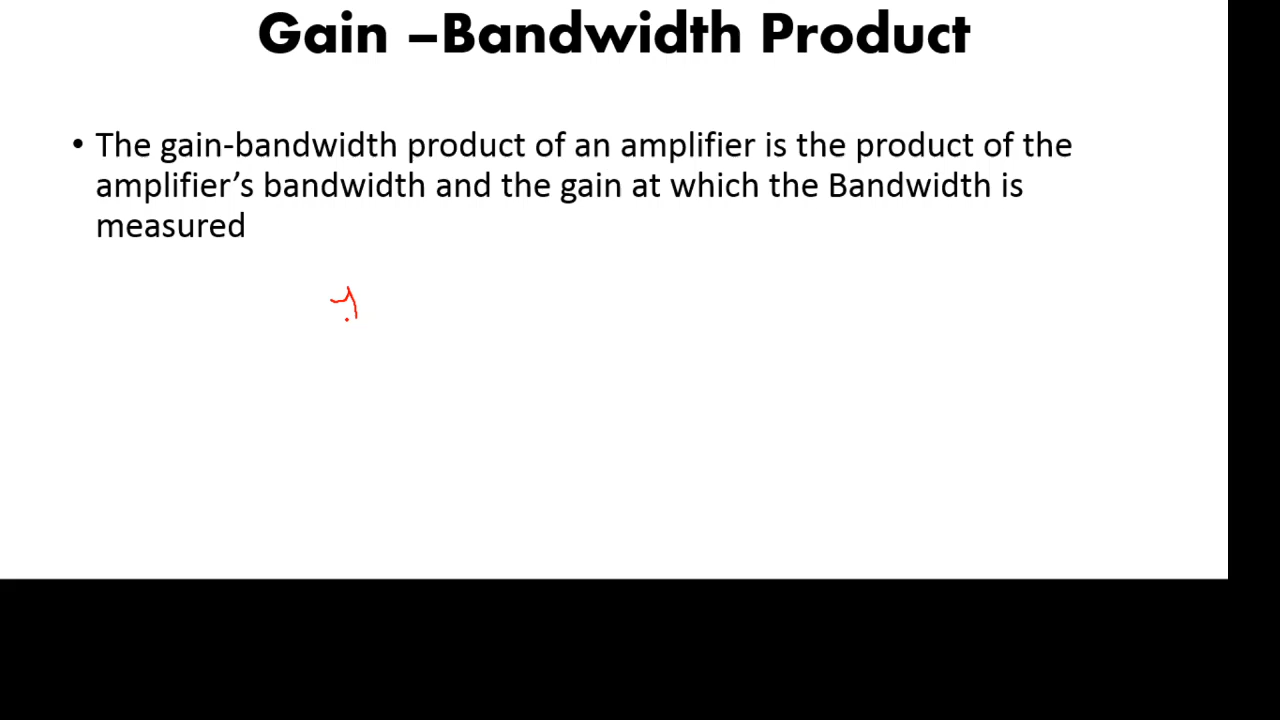 Gain –Bandwidth Product
• The gain-bandwidth product of an amplifier is the product of the
amplifier’s bandwidth and the gain at which the Bandwidth is
measured